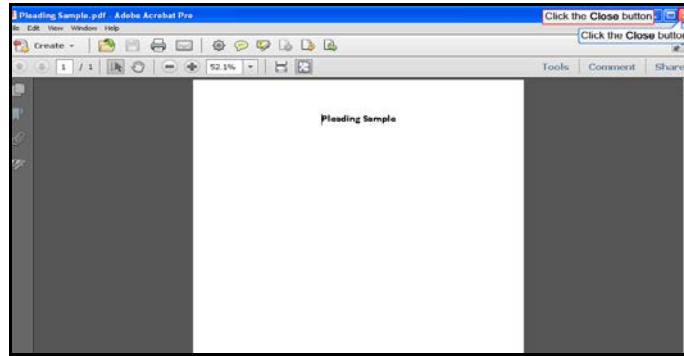 Pleading Sample.pdf - Adobe Acrobat Pro
Click the Close button
Edit View Window Help
Click the Close button
Create
1 / 1
52.1%
Tools Comment Share
Pleading Sample